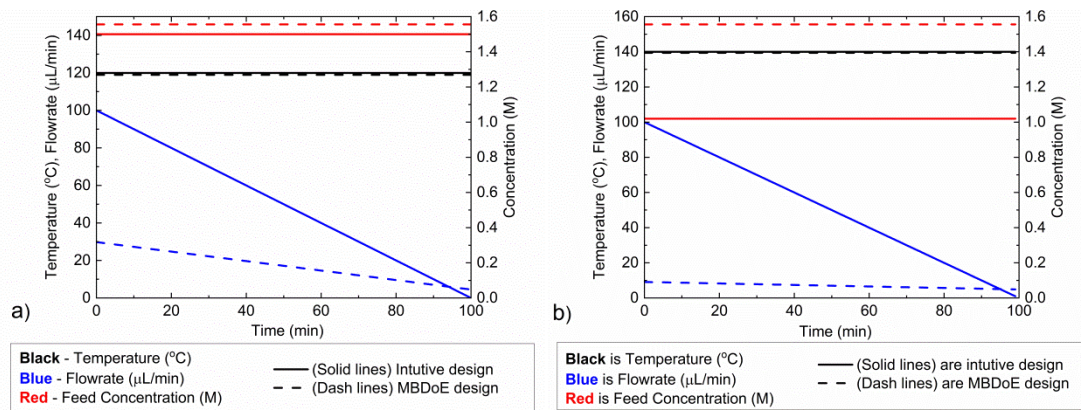 Temperature (°C), Flowrate (µL/min)
140
120
100
80
60
40
20
0
1.6
1.4
1.2
1.0
0.8
0.6
0.4
0.2
0.0
Concentration (M)
0 20 40 60 80 100
Time (min)
a)
Black - Temperature (°C)
Blue - Flowrate (µL/min)
Red - Feed Concentration (M)
(Solid lines) Intutive design
(Dash lines) MBDoE design
Temperature (°C), Flowrate (µL/min)
160
140
120
100
80
60
40
20
0
1.6
1.4
1.2
1.0
0.8
0.6
0.4
0.2
0.0
Concentration (M)
0 20 40 60 80 100
Time (min)
b)
Black is Temperature (°C)
Blue is Flowrate (µL/min)
Red is Feed Concentration (M)
(Solid lines) are intutive design
(Dash lines) are MBDoE design